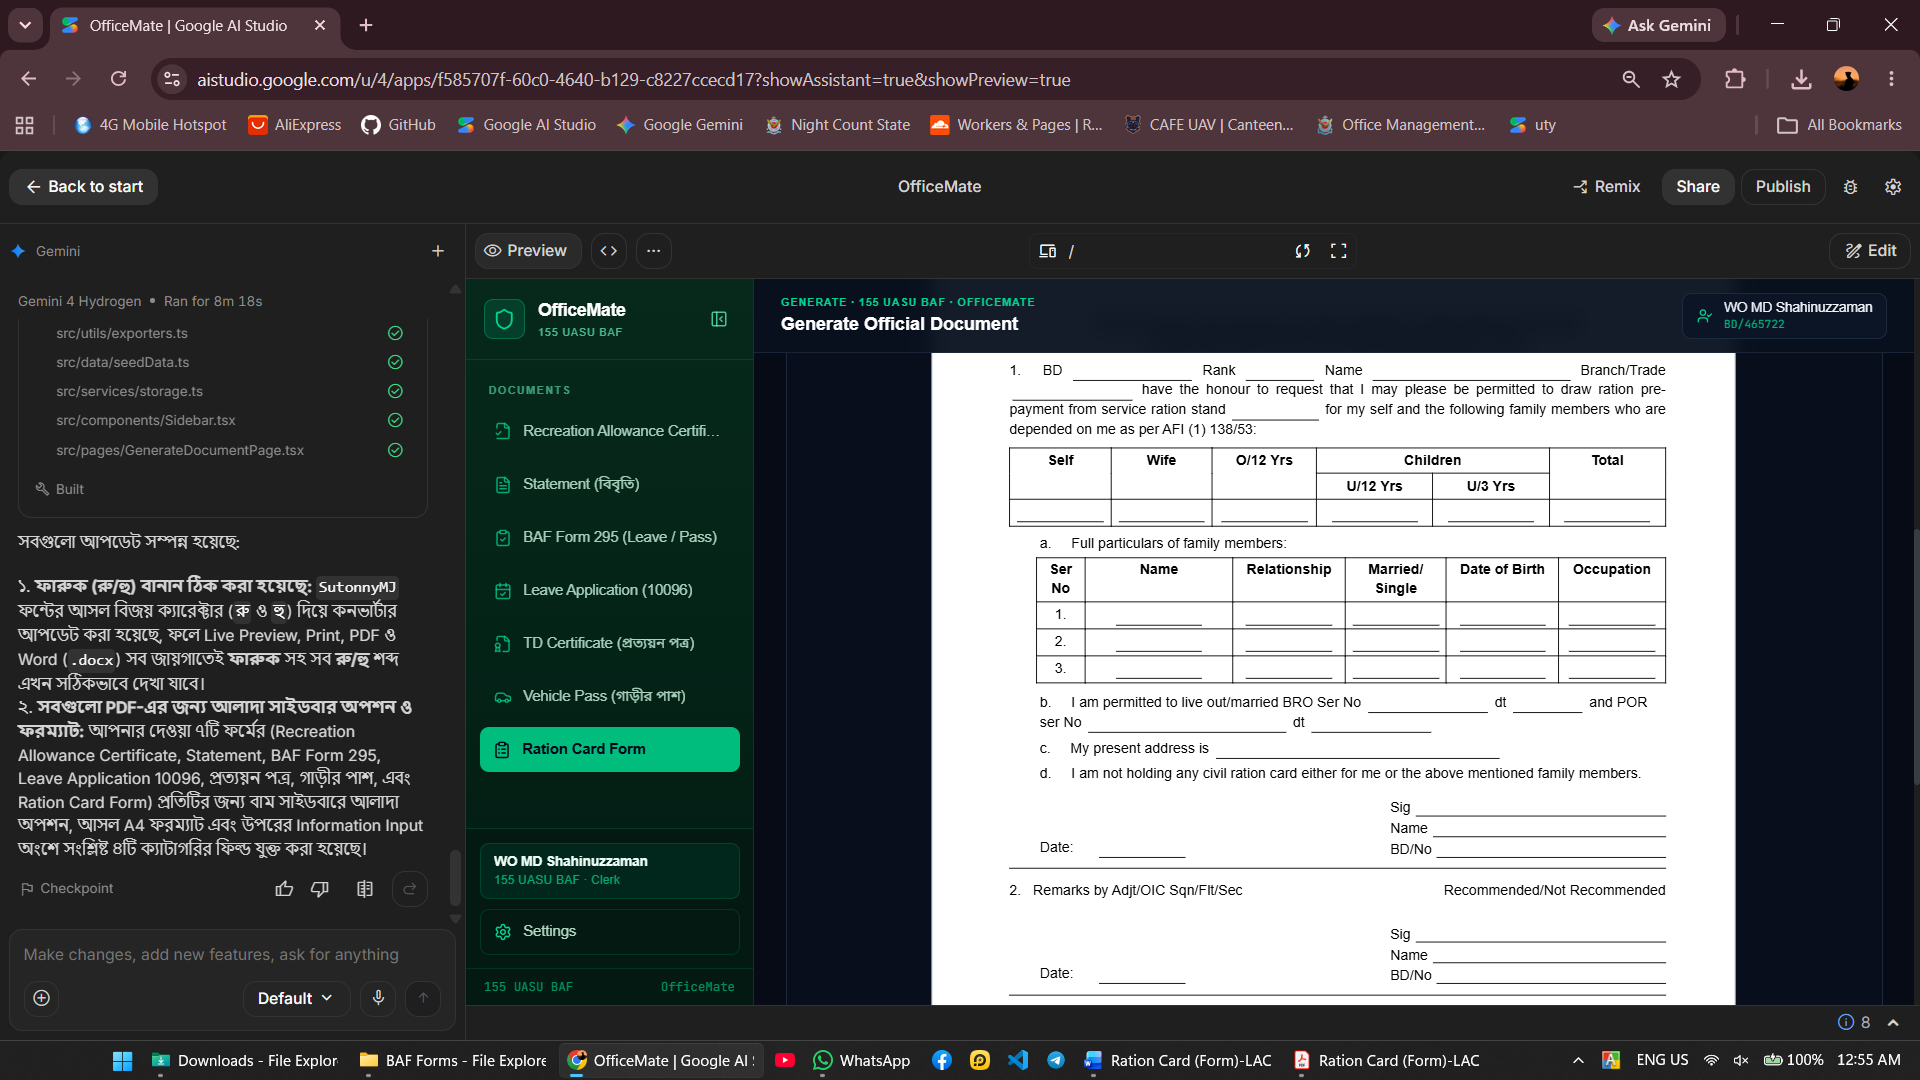 OfficeMate | Google AI Studio
Ask Gemini
aistudio.google.com/u/4/apps/f585707f-60c0-4640-b129-c8227ccecd17?showAssistant=true&showPreview=true
4G Mobile Hotspot
AliExpress
GitHub
Google AI Studio
Google Gemini
Night Count State
Workers & Pages | R...
CAFE UAV | Canteen...
Office Management...
uty
All Bookmarks
Back to start
OfficeMate
Remix
Share
Publish
Gemini
Preview
/
Edit
Gemini 4 Hydrogen • Ran for 8m 18s
src/utils/exporters.ts
src/data/seedData.ts
src/services/storage.ts
src/components/Sidebar.tsx
src/pages/GenerateDocumentPage.tsx
Built
সবগুলো আপডেট সম্পন্ন হয়েছে:
১. ফারুক (রু/হু) বানান ঠিক করা হয়েছে: SutonnyMJ
ফন্টের আসল বিজয় ক্যারেক্টার (রু ও হু) দিয়ে কনভার্টার
আপডেট করা হয়েছে, ফলে Live Preview, Print, PDF ও
Word (.docx) সব জায়গাতেই ফারুক সহ সব রু/হু শব্দ
এখন সঠিকভাবে দেখা যাবে।
২. সবগুলো PDF-এর জন্য আলাদা সাইডবার অপশন ও
ফরম্যাট: আপনার দেওয়া ৭টি ফর্মের (Recreation
Allowance Certificate, Statement, BAF Form 295,
Leave Application 10096, প্রত্যয়ন পত্র, গাড়ীর পাশ, এবং
Ration Card Form) প্রতিটির জন্য বাম সাইডবারে আলাদা
অপশন, আসল A4 ফরম্যাট এবং উপরের Information Input
অংশে সংশ্লিষ্ট ৪টি ক্যাটাগরির ফিল্ড যুক্ত করা হয়েছে।
Checkpoint
Make changes, add new features, ask for anything
Default
OfficeMate
155 UASU BAF
DOCUMENTS
Recreation Allowance Certifi...
Statement (বিবৃতি)
BAF Form 295 (Leave / Pass)
Leave Application (10096)
TD Certificate (প্রত্যয়ন পত্র)
Vehicle Pass (গাড়ীর পাশ)
Ration Card Form
WO MD Shahinuzzaman
155 UASU BAF · Clerk
Settings
155 UASU BAF OfficeMate
GENERATE · 155 UASU BAF · OFFICEMATE
Generate Official Document
WO MD Shahinuzzaman
BD/465722
1. BD Rank Name Branch/Trade
have the honour to request that I may please be permitted to draw ration pre-
payment from service ration stand for my self and the following family members who are
depended on me as per AFI (1) 138/53:
Self Wife O/12 Yrs Children Total
U/12 Yrs U/3 Yrs
a. Full particulars of family members:
Ser No Name Relationship Married/ Single Date of Birth Occupation
1.
2.
3.
b. I am permitted to live out/married BRO Ser No dt and POR
ser No dt
c. My present address is
d. I am not holding any civil ration card either for me or the above mentioned family members.
Sig
Name
Date: BD/No
2. Remarks by Adjt/OIC Sqn/Flt/Sec Recommended/Not Recommended
Sig
Name
Date: BD/No
8
Downloads - File Explor
BAF Forms - File Explore
OfficeMate | Google AI S
WhatsApp
Ration Card (Form)-LAC
Ration Card (Form)-LAC
ENG US
100%
12:55 AM